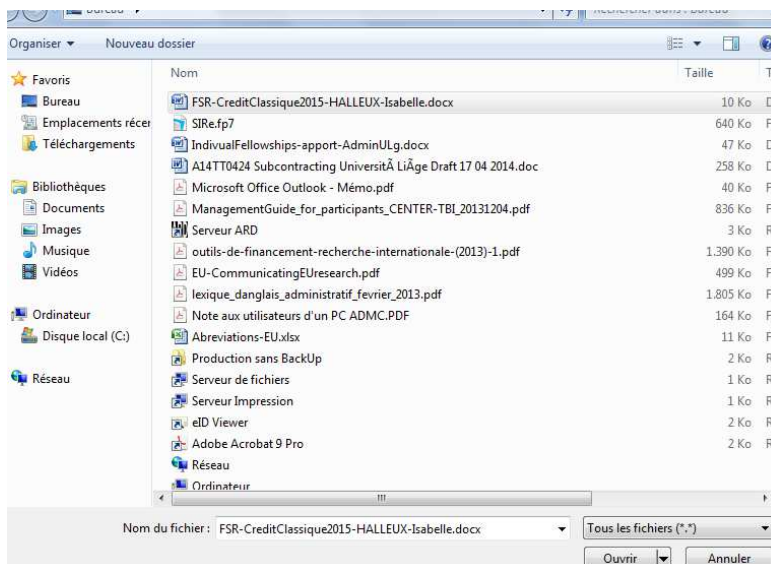 Bureau
Rechercher dans : Bureau
Organiser
Nouveau dossier
Favoris
Bureau
Emplacements récer
Téléchargements
Bibliothèques
Documents
Images
Musique
Vidéos
Ordinateur
Disque local (C:)
Réseau
Nom Taille T
FSR-CreditClassique2015-HALLEUX-Isabelle.docx 10 Ko D
SIRe.fp7 640 Ko F
IndivualFellowships-apport-AdminULg.docx 47 Ko D
A14TT0424 Subcontracting UniversitÃ LiÃge Draft 17 04 2014.doc 258 Ko D
Microsoft Office Outlook - Mémo.pdf 40 Ko F
ManagementGuide_for_participants_CENTER-TBI_20131204.pdf 836 Ko F
Serveur ARD 3 Ko R
outils-de-financement-recherche-internationale-(2013)-1.pdf 1.390 Ko F
EU-CommunicatingEUresearch.pdf 499 Ko F
lexique_danglais_administratif_fevrier_2013.pdf 1.805 Ko F
Note aux utilisateurs d'un PC ADMC.PDF 164 Ko F
Abreviations-EU.xlsx 11 Ko F
Production sans BackUp 2 Ko R
Serveur de fichiers 1 Ko R
Serveur Impression 1 Ko R
eID Viewer 2 Ko R
Adobe Acrobat 9 Pro 2 Ko R
Réseau
Ordinateur
Nom du fichier : FSR-CreditClassique2015-HALLEUX-Isabelle.docx Tous les fichiers (*.*)
Ouvrir Annuler